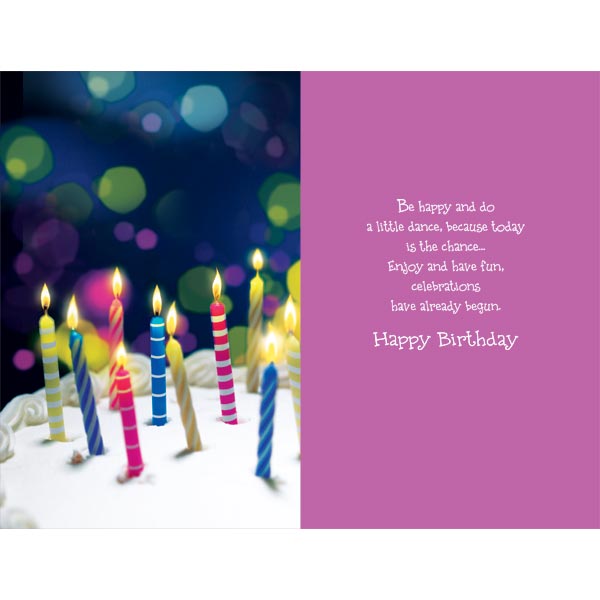 Be happy and do
a little dance, because today
is the chance...
Enjoy and have fun,
celebrations
have already begun.
Happy Birthday